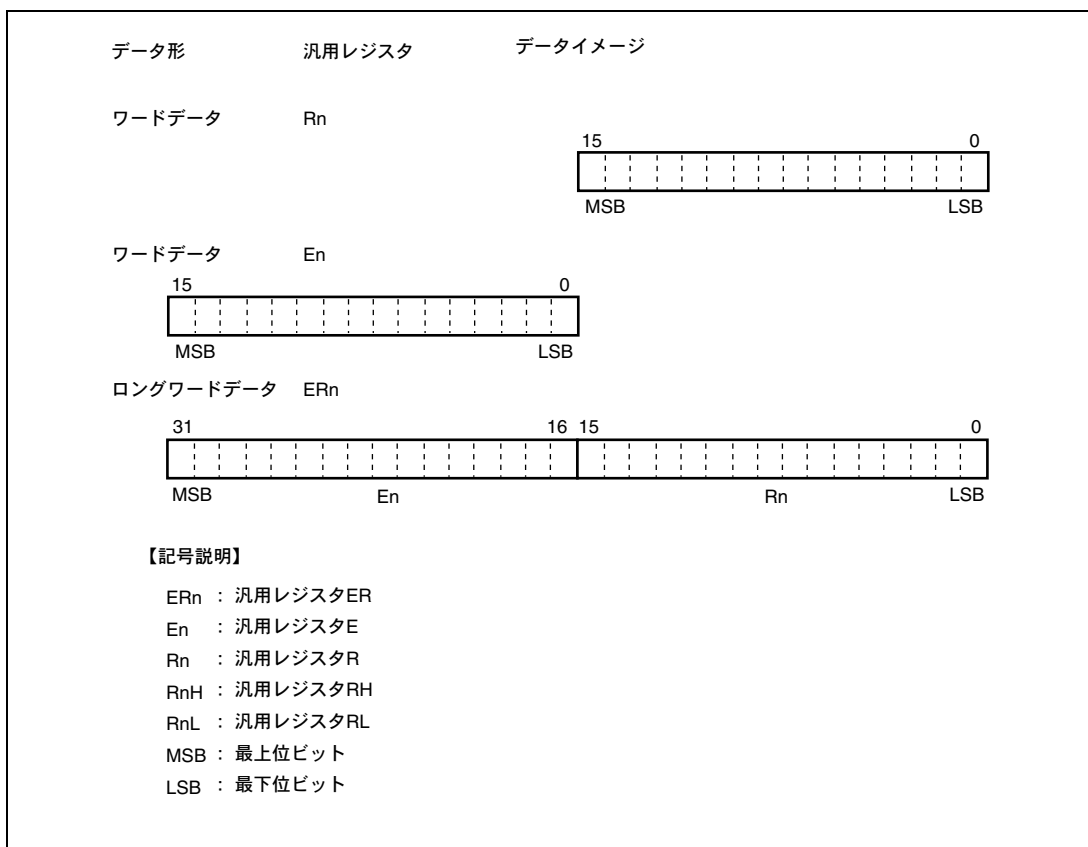 データ形 汎用レジスタ データイメージ
ワードデータ Rn
15 0
MSB LSB
ワードデータ En
15 0
MSB LSB
ロングワードデータ ERn
31 16 15 0
MSB En Rn LSB
【記号説明】
ERn : 汎用レジスタER
En : 汎用レジスタE
Rn : 汎用レジスタR
RnH : 汎用レジスタRH
RnL : 汎用レジスタRL
MSB : 最上位ビット
LSB : 最下位ビット